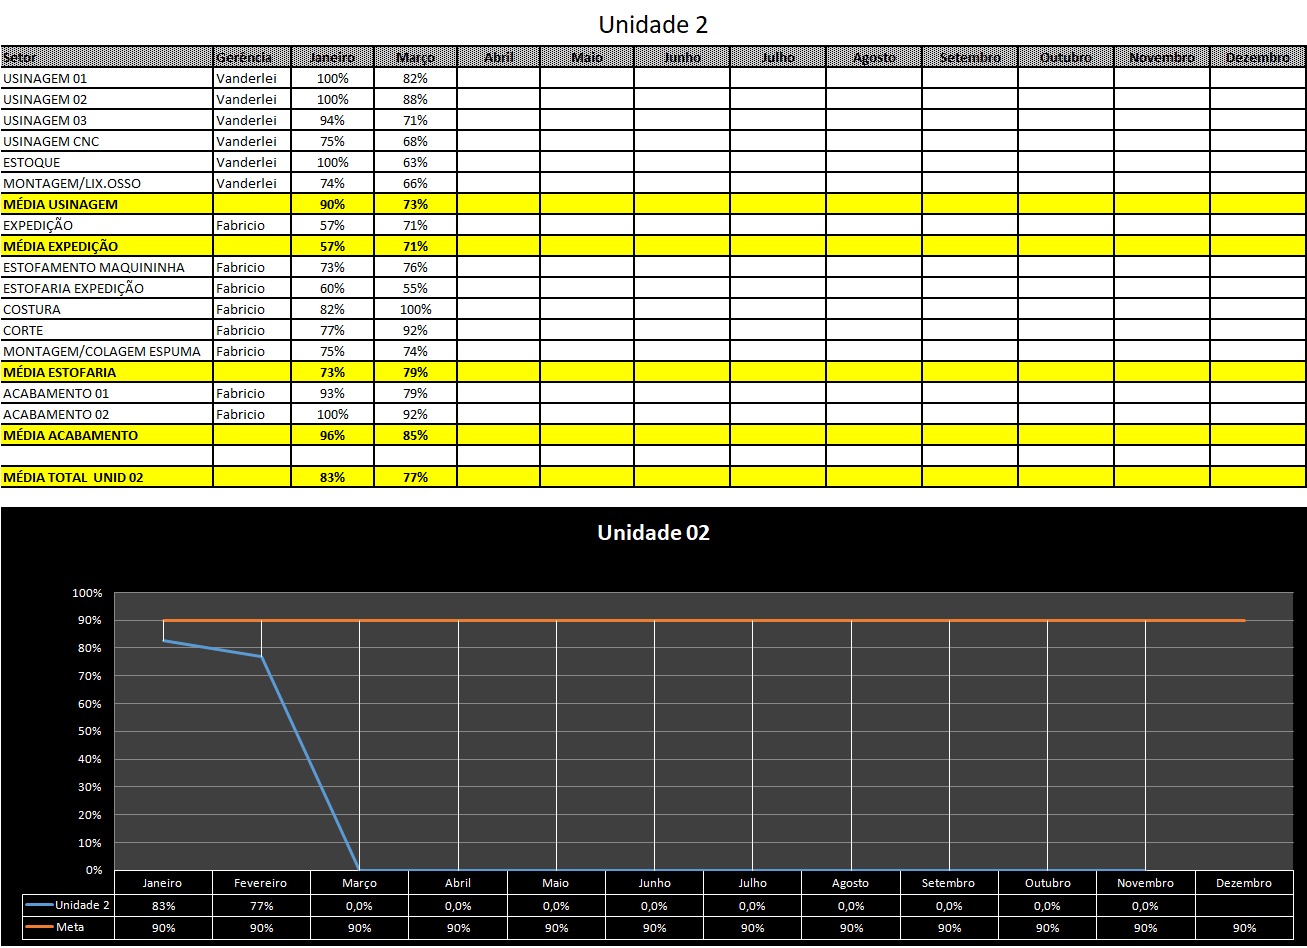 Unidade 2
Setor Gerência Janeiro Março Abril Maio Junho Julho Agosto Setembro Outubro Novembro Dezembro
USINAGEM 01 Vanderlei 100% 82%
USINAGEM 02 Vanderlei 100% 88%
USINAGEM 03 Vanderlei 94% 71%
USINAGEM CNC Vanderlei 75% 68%
ESTOQUE Vanderlei 100% 63%
MONTAGEM/LIX.OSSO Vanderlei 74% 66%
MÉDIA USINAGEM 90% 73%
EXPEDIÇÃO Fabricio 57% 71%
MÉDIA EXPEDIÇÃO 57% 71%
ESTOFAMENTO MAQUININHA Fabricio 73% 76%
ESTOFARIA EXPEDIÇÃO Fabricio 60% 55%
COSTURA Fabricio 82% 100%
CORTE Fabricio 77% 92%
MONTAGEM/COLAGEM ESPUMA Fabricio 75% 74%
MÉDIA ESTOFARIA 73% 79%
ACABAMENTO 01 Fabricio 93% 79%
ACABAMENTO 02 Fabricio 100% 92%
MÉDIA ACABAMENTO 96% 85%
MÉDIA TOTAL UNID 02 83% 77%
Unidade 02
100%
90%
80%
70%
60%
50%
40%
30%
20%
10%
0%
Janeiro Fevereiro Março Abril Maio Junho Julho Agosto Setembro Outubro Novembro Dezembro
Unidade 2 83% 77% 0,0% 0,0% 0,0% 0,0% 0,0% 0,0% 0,0% 0,0% 0,0%
Meta 90% 90% 90% 90% 90% 90% 90% 90% 90% 90% 90% 90%